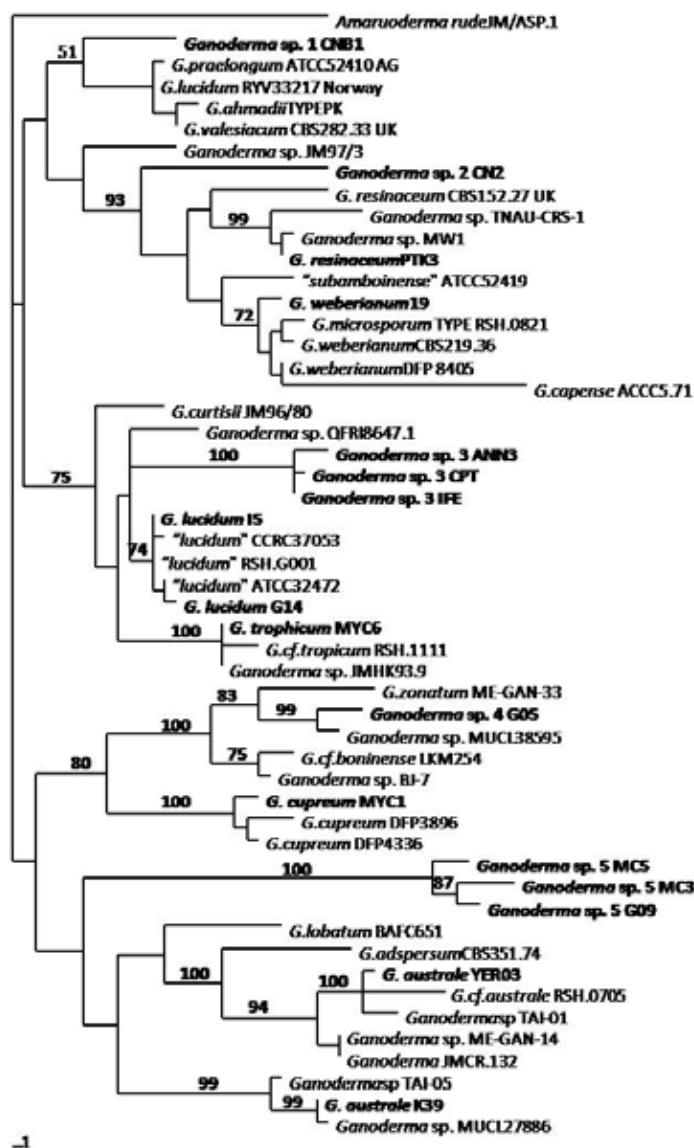 Amaruoderma rudeJM/ASP.1
Ganoderma sp. 1 CNB1
51
G.praelongum ATCC52410 AG
G.lucidum RYV33217 Norway
G.ahmadiiTYPEPK
G.valesiacum CBS282.33 UK
Ganoderma sp. JM97/3
Ganoderma sp. 2 CN2
93
G. resinaceum CBS152.27 UK
99
Ganoderma sp. TNAU-CRS-1
Ganoderma sp. MW1
G. resinaceumPTK3
"subamboinense" ATCC52419
G. weberianum19
72
G.microsporum TYPE RSH.0821
G.weberianumCBS219.36
G.weberianumDFP 8405
G.capense ACCC5.71
G.curtisii JM96/80
Ganoderma sp. QFRI8647.1
100
Ganoderma sp. 3 ANN3
75
Ganoderma sp. 3 CPT
Ganoderma sp. 3 IFE
G. lucidum I5
"lucidum" CCRC37053
74
"lucidum" RSH.G001
"lucidum" ATCC32472
G. lucidum G14
100
G. trophicum MYC6
G.cf.tropicum RSH.1111
Ganoderma sp. JMHK93.9
83
G.zonatum ME-GAN-33
99
Ganoderma sp. 4 G05
100
Ganoderma sp. MUCL38595
75
G.cf.boninense LKM254
80
Ganoderma sp. BJ-7
100
G. cupreum MYC1
G.cupreum DFP3896
G.cupreum DFP4336
100
Ganoderma sp. 5 MC5
87
Ganoderma sp. 5 MC3
Ganoderma sp. 5 G09
G.lobatum BAFC651
G.adspersumCBS351.74
100
100
G. australe YER03
G.cf.australe RSH.0705
94
Ganodermasp TAI-01
Ganoderma sp. ME-GAN-14
Ganoderma JMCR.132
99
Ganodermasp TAI-05
99
G. australe K39
Ganoderma sp. MUCL27886
1